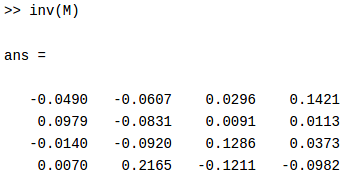 >> inv(M)
ans =
-0.0490 -0.0607 0.0296 0.1421
0.0979 -0.0831 0.0091 0.0113
-0.0140 -0.0920 0.1286 0.0373
0.0070 0.2165 -0.1211 -0.0982